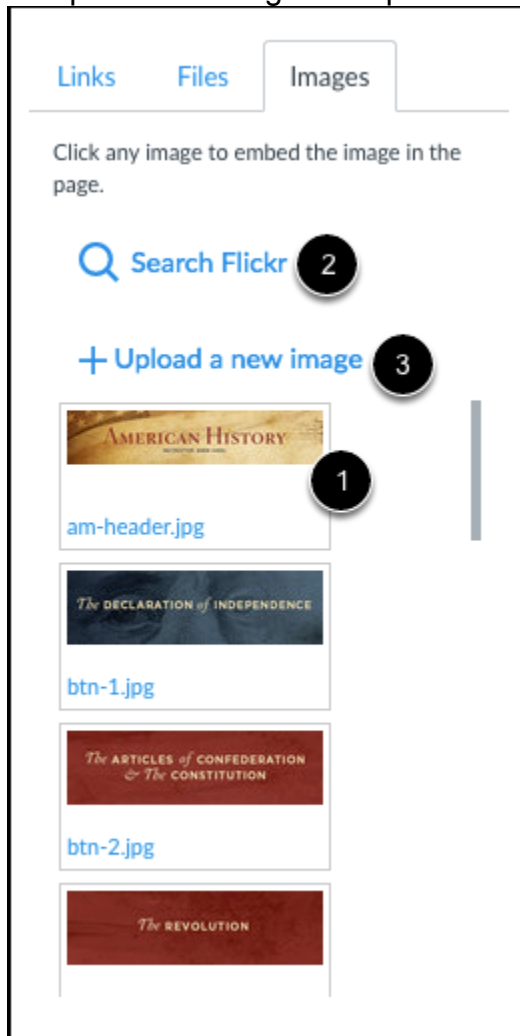 Links Files Images
Click any image to embed the image in the
page.
Search Flickr 2
+ Upload a new image 3
AMERICAN HISTORY
1
am-header.jpg
The DECLARATION of INDEPENDENCE
btn-1.jpg
The ARTICLES of CONFEDERATION
& The CONSTITUTION
btn-2.jpg
The REVOLUTION